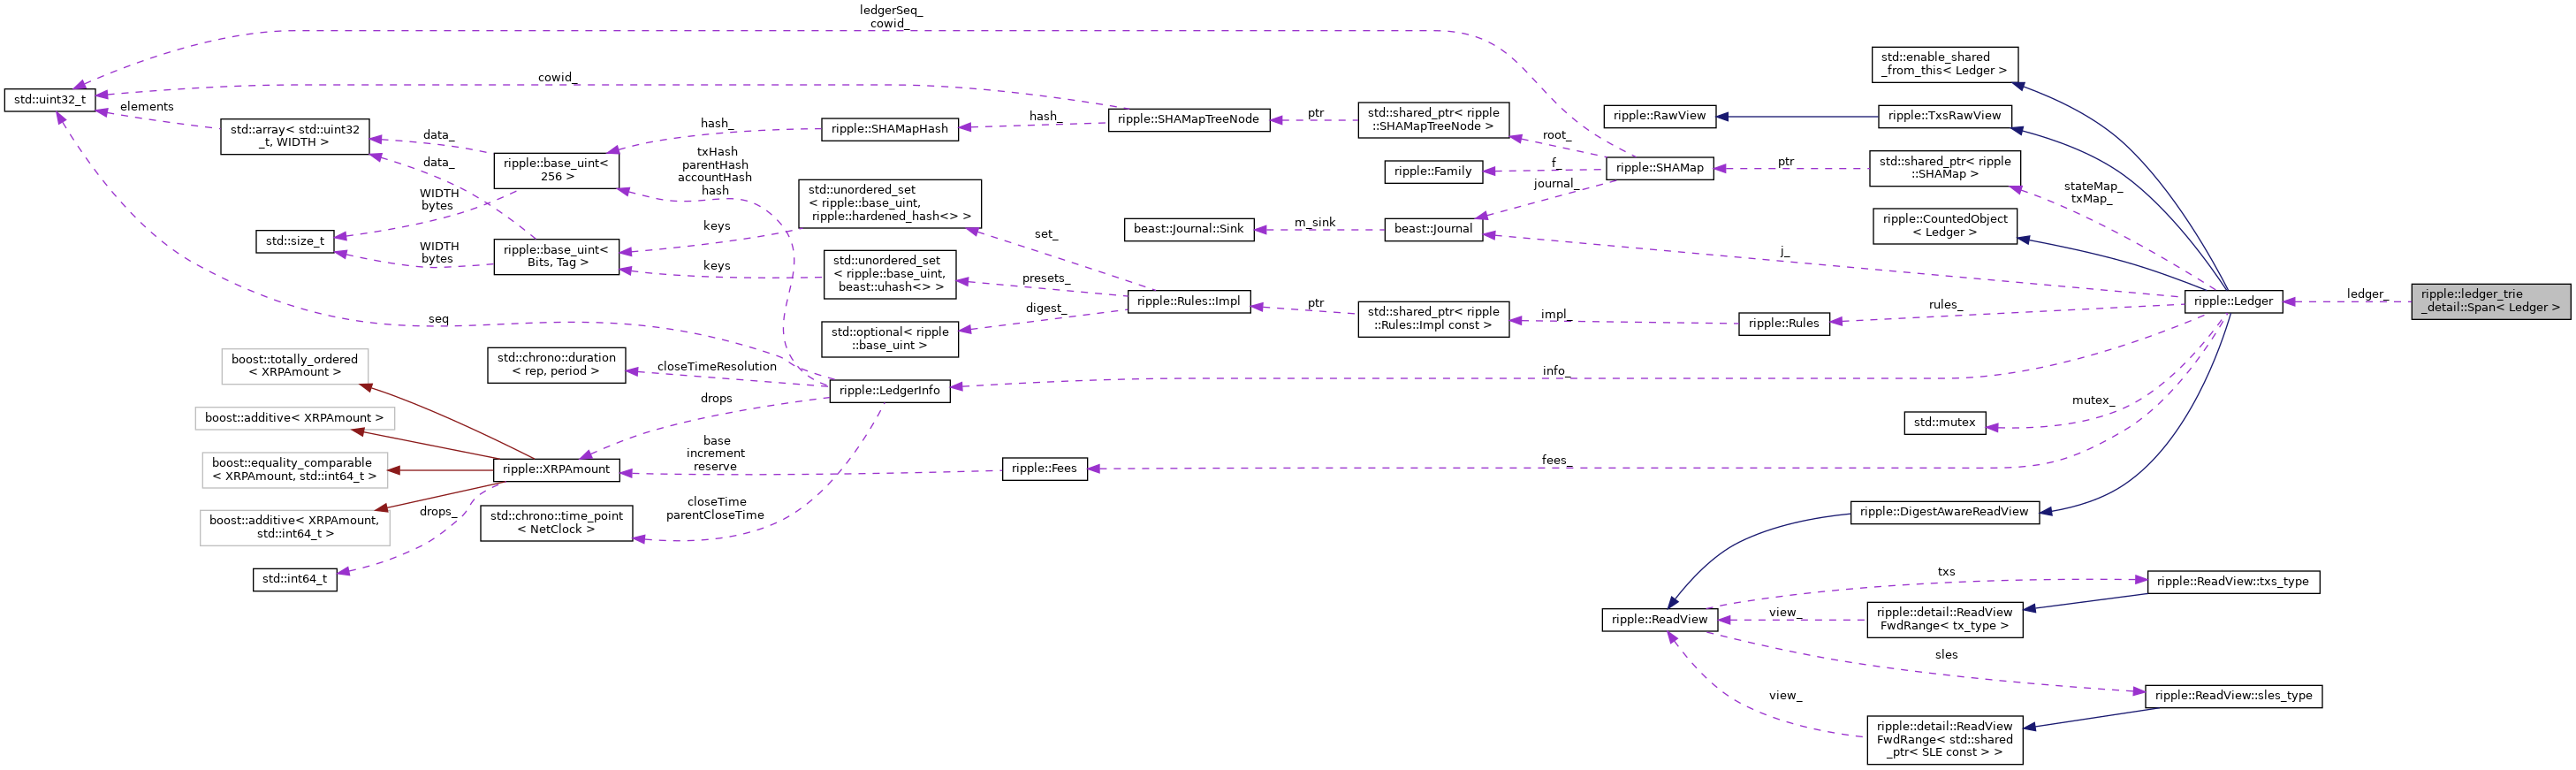 ledgerSeq_
cowid_
std::enable_shared
_from_this< Ledger >
cowid_
std::uint32_t
elements
std::array< std::uint32
_t, WIDTH >
data_
data_
hash_
ripple::SHAMapHash
hash_
ripple::SHAMapTreeNode
ptr
std::shared_ptr< ripple
::SHAMapTreeNode >
root_
ripple::RawView
ripple::TxsRawView
ripple::base_uint<
256 >
txHash
parentHash
accountHash
hash
ripple::Family
f_
journal_
ripple::SHAMap
ptr
std::shared_ptr< ripple
::SHAMap >
stateMap_
txMap_
WIDTH
bytes
std::unordered_set
< ripple::base_uint,
ripple::hardened_hash<> >
keys
set_
beast::Journal::Sink
m_sink
beast::Journal
ripple::CountedObject
< Ledger >
j_
std::size_t
WIDTH
bytes
ripple::base_uint<
Bits, Tag >
keys
std::unordered_set
< ripple::base_uint,
beast::uhash<> >
presets_
digest_
ripple::Rules::Impl
ptr
std::shared_ptr< ripple
::Rules::Impl const >
impl_
ripple::Rules
rules_
ripple::Ledger
ledger_
ripple::ledger_trie
_detail::Span< Ledger >
seq
std::optional< ripple
::base_uint >
boost::totally_ordered
< XRPAmount >
std::chrono::duration
< rep, period >
closeTimeResolution
ripple::LedgerInfo
info_
drops
boost::additive< XRPAmount >
mutex_
std::mutex
boost::equality_comparable
< XRPAmount, std::int64_t >
ripple::XRPAmount
base
increment
reserve
ripple::Fees
fees_
boost::additive< XRPAmount,
std::int64_t >
drops_
std::chrono::time_point
< NetClock >
closeTime
parentCloseTime
ripple::DigestAwareReadView
std::int64_t
txs
ripple::ReadView::txs_type
ripple::ReadView
view_
ripple::detail::ReadView
FwdRange< tx_type >
sles
ripple::ReadView::sles_type
view_
ripple::detail::ReadView
FwdRange< std::shared
_ptr< SLE const > >